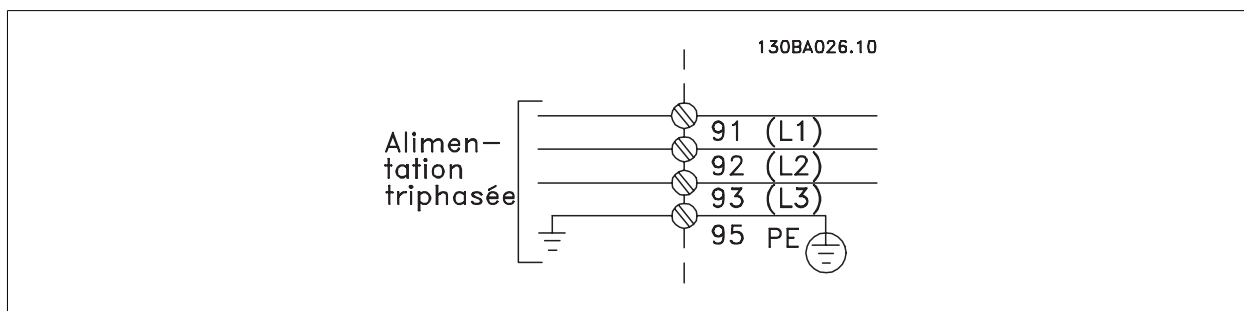 130BA026.10
Alimen-
tation
triphasée
91 (L1)
92 (L2)
93 (L3)
95 PE